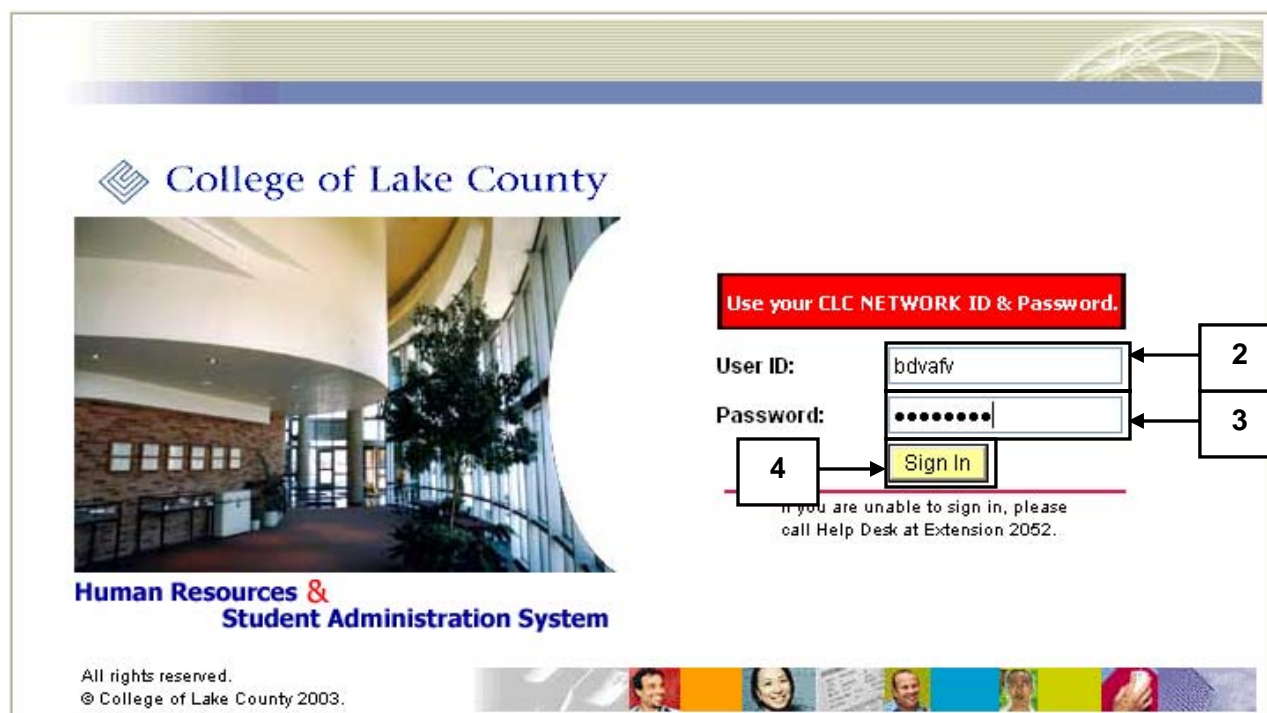 College of Lake County
Use your CLC NETWORK ID & Password.
User ID: bdvafv 2
Password: ●●●●●●●● 3
4 Sign In
you are unable to sign in, please
call Help Desk at Extension 2052.
Human Resources &
Student Administration System
All rights reserved.
© College of Lake County 2003.